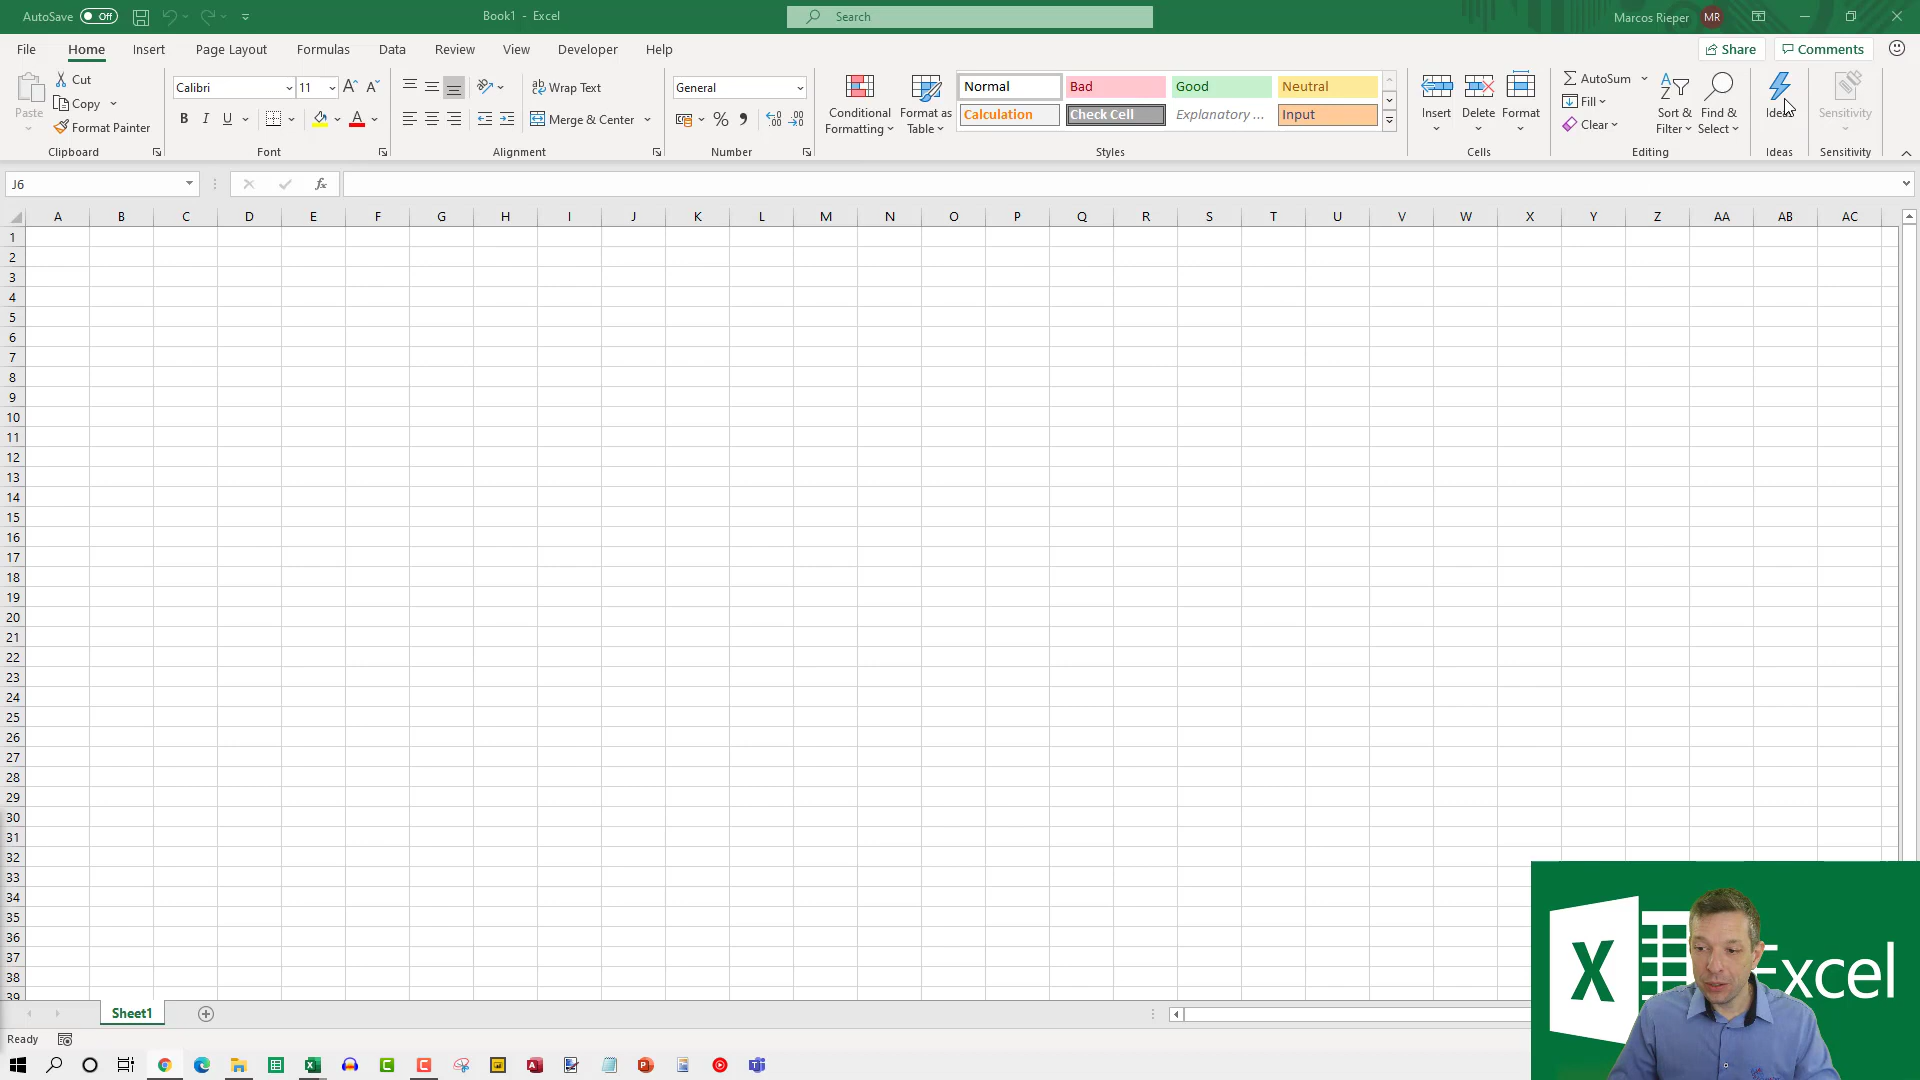 AutoSave Off Book1 - Excel Search Marcos Rieper MR
File Home Insert Page Layout Formulas Data Review View Developer Help Share Comments
Paste Cut Copy Format Painter Clipboard
Calibri 11 A A B I U A Font
Wrap Text Merge & Center Alignment
General % Number
Conditional Formatting Format as Table
Normal Bad Good Neutral
Calculation Check Cell Explanatory ... Input
Styles
Insert Delete Format Cells
AutoSum Fill Clear Sort & Filter Find & Select Editing
Ideas Ideas
Sensitivity Sensitivity
J6 fx
A B C D E F G H I J K L M N O P Q R S T U V W X Y Z AA AB AC
1
2
3
4
5
6
7
8
9
10
11
12
13
14
15
16
17
18
19
20
21
22
23
24
25
26
27
28
29
30
31
32
33
34
35
36
37
38
39
X Excel
Sheet1
Ready